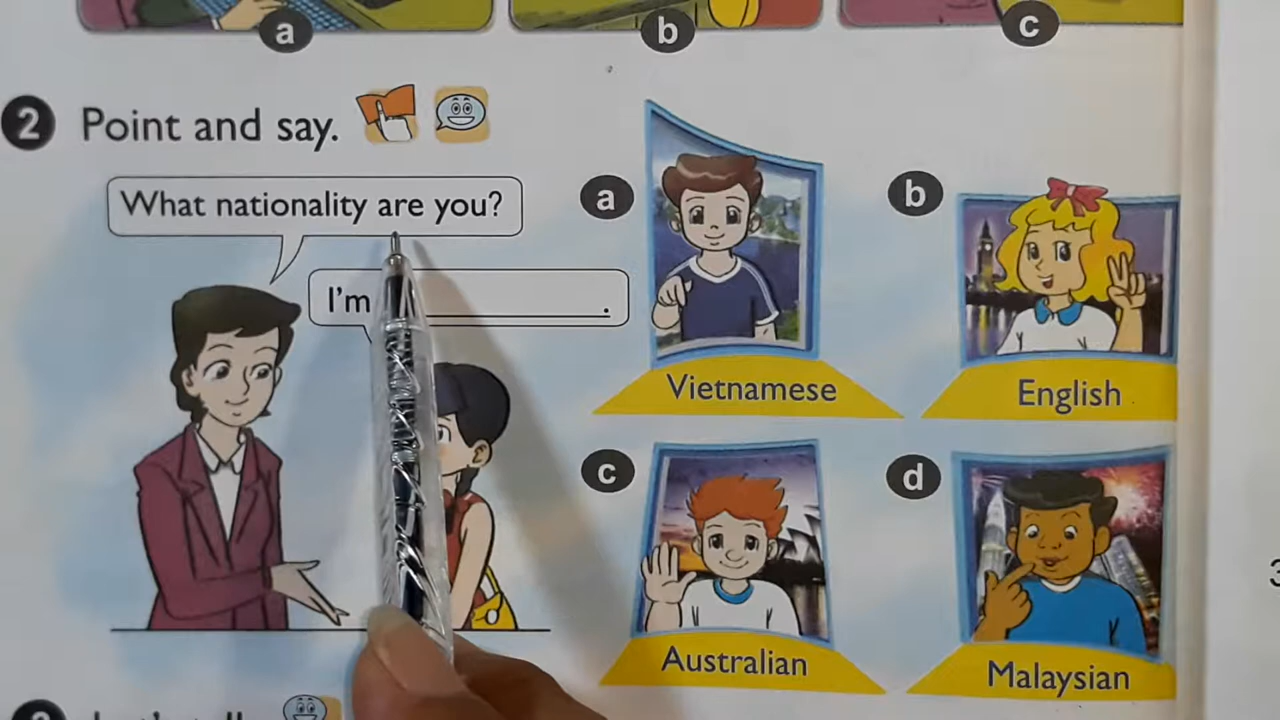 a
b
c
2 Point and say.
What nationality are you?
I'm
.
a
Vietnamese
b
English
c
Australian
d
Malaysian